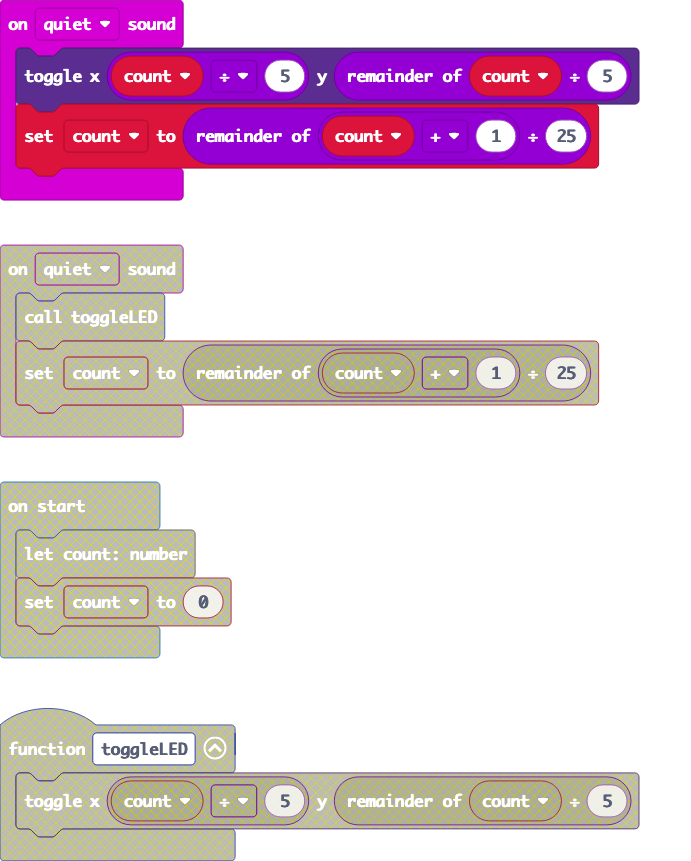 on quiet sound
toggle x count ÷ 5 y remainder of count ÷ 5
set count to remainder of count + 1 ÷ 25
on quiet sound
call toggleLED
set count to remainder of count + 1 ÷ 25
on start
let count: number
set count to 0
function toggleLED
toggle x count ÷ 5 y remainder of count ÷ 5